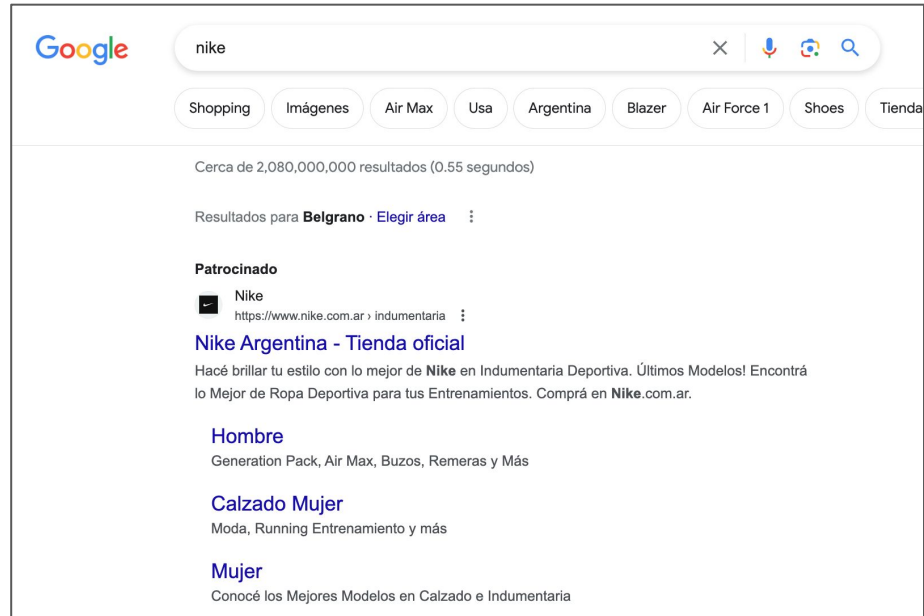 Google
nike
Shopping Imágenes Air Max Usa Argentina Blazer Air Force 1 Shoes Tienda
Cerca de 2,080,000,000 resultados (0.55 segundos)
Resultados para Belgrano · Elegir área
Patrocinado
Nike
https://www.nike.com.ar › indumentaria
Nike Argentina - Tienda oficial
Hacé brillar tu estilo con lo mejor de Nike en Indumentaria Deportiva. Últimos Modelos! Encontrá
lo Mejor de Ropa Deportiva para tus Entrenamientos. Comprá en Nike.com.ar.
Hombre
Generation Pack, Air Max, Buzos, Remeras y Más
Calzado Mujer
Moda, Running Entrenamiento y más
Mujer
Conocé los Mejores Modelos en Calzado e Indumentaria